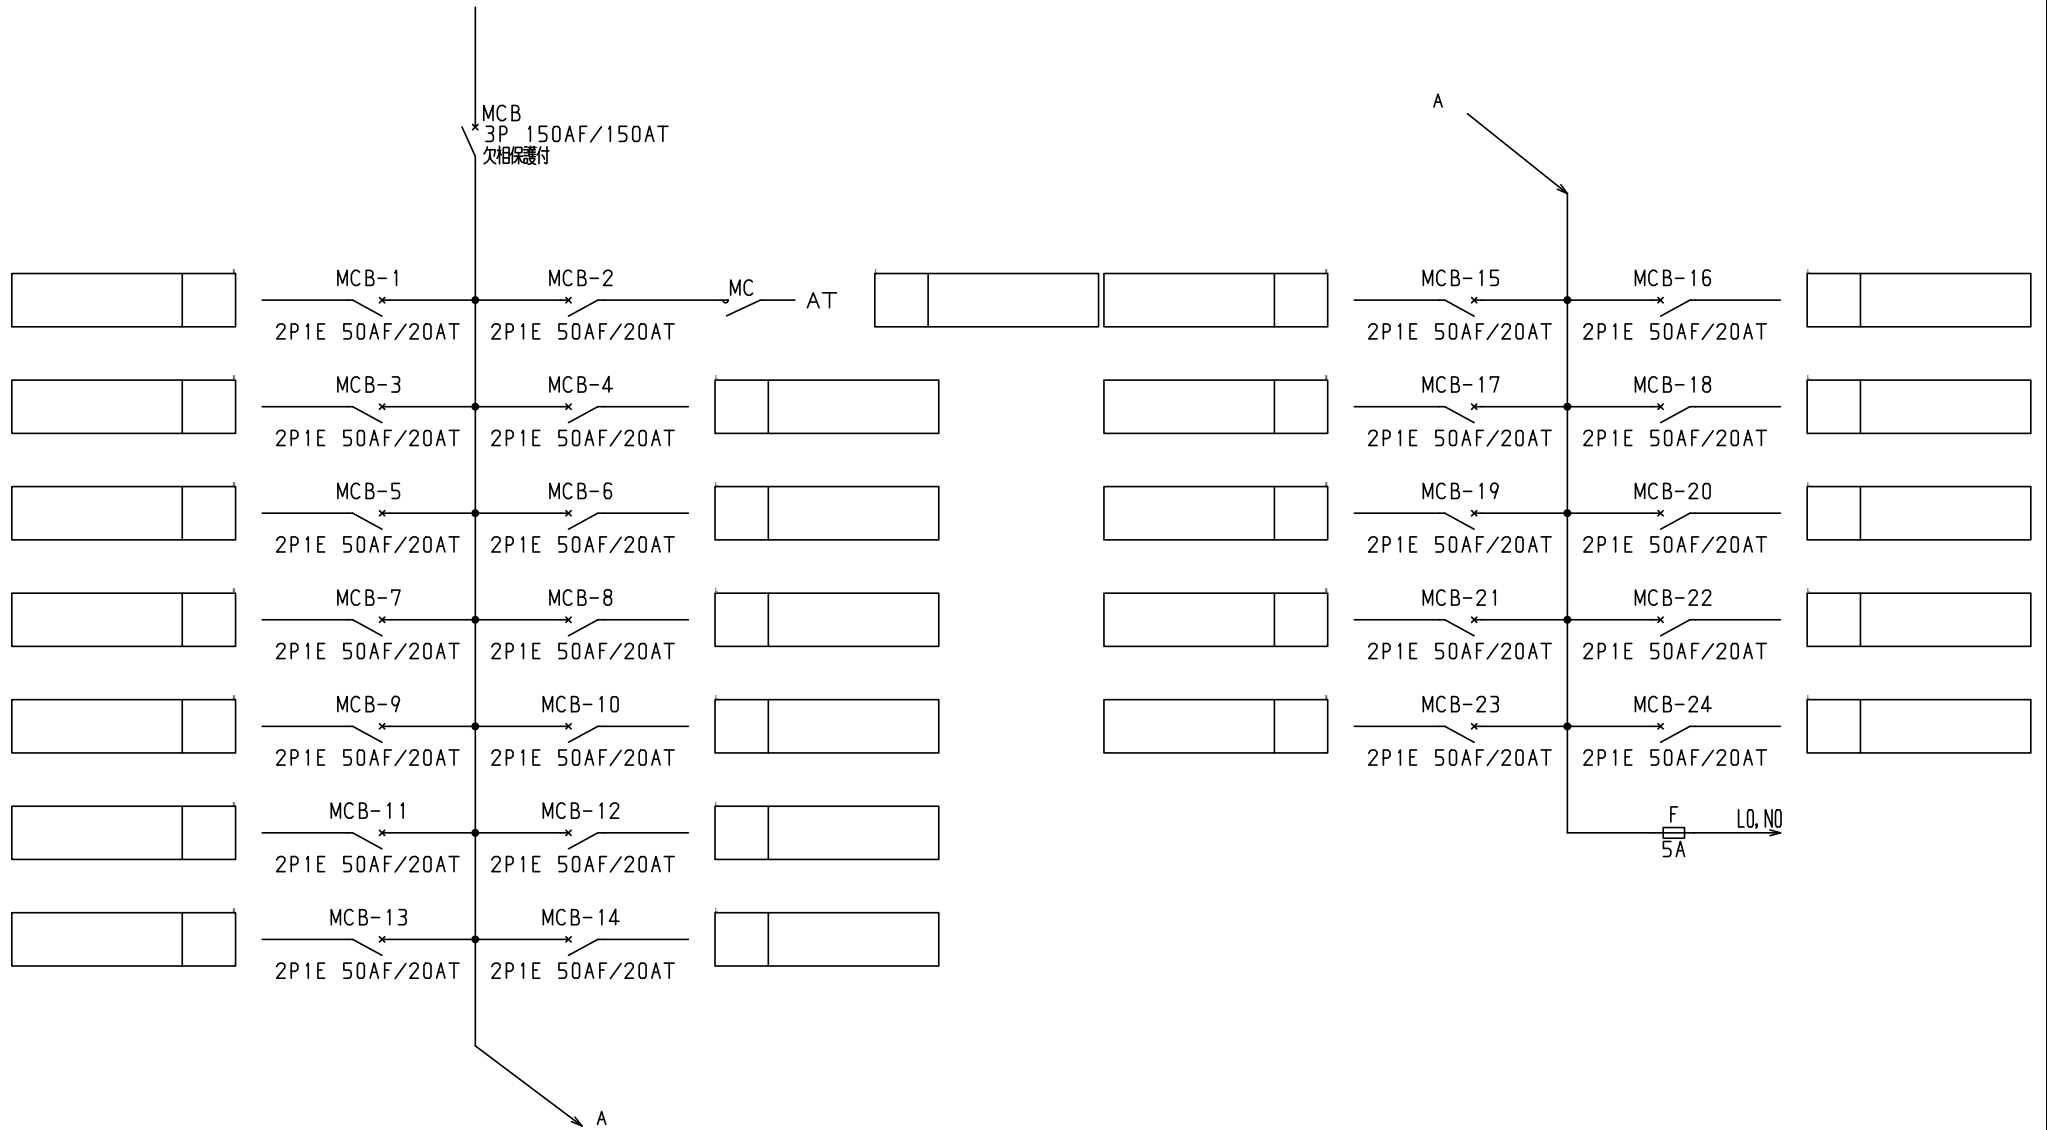 MCB
3P 150AF/150AT
欠相保護付
MCB-1
2P1E 50AF/20AT
MCB-2
2P1E 50AF/20AT
MC
AT
MCB-3
2P1E 50AF/20AT
MCB-4
2P1E 50AF/20AT
MCB-5
2P1E 50AF/20AT
MCB-6
2P1E 50AF/20AT
MCB-7
2P1E 50AF/20AT
MCB-8
2P1E 50AF/20AT
MCB-9
2P1E 50AF/20AT
MCB-10
2P1E 50AF/20AT
MCB-11
2P1E 50AF/20AT
MCB-12
2P1E 50AF/20AT
MCB-13
2P1E 50AF/20AT
MCB-14
2P1E 50AF/20AT
A
A
MCB-15
2P1E 50AF/20AT
MCB-16
2P1E 50AF/20AT
MCB-17
2P1E 50AF/20AT
MCB-18
2P1E 50AF/20AT
MCB-19
2P1E 50AF/20AT
MCB-20
2P1E 50AF/20AT
MCB-21
2P1E 50AF/20AT
MCB-22
2P1E 50AF/20AT
MCB-23
2P1E 50AF/20AT
MCB-24
2P1E 50AF/20AT
F
5A
L0,N0